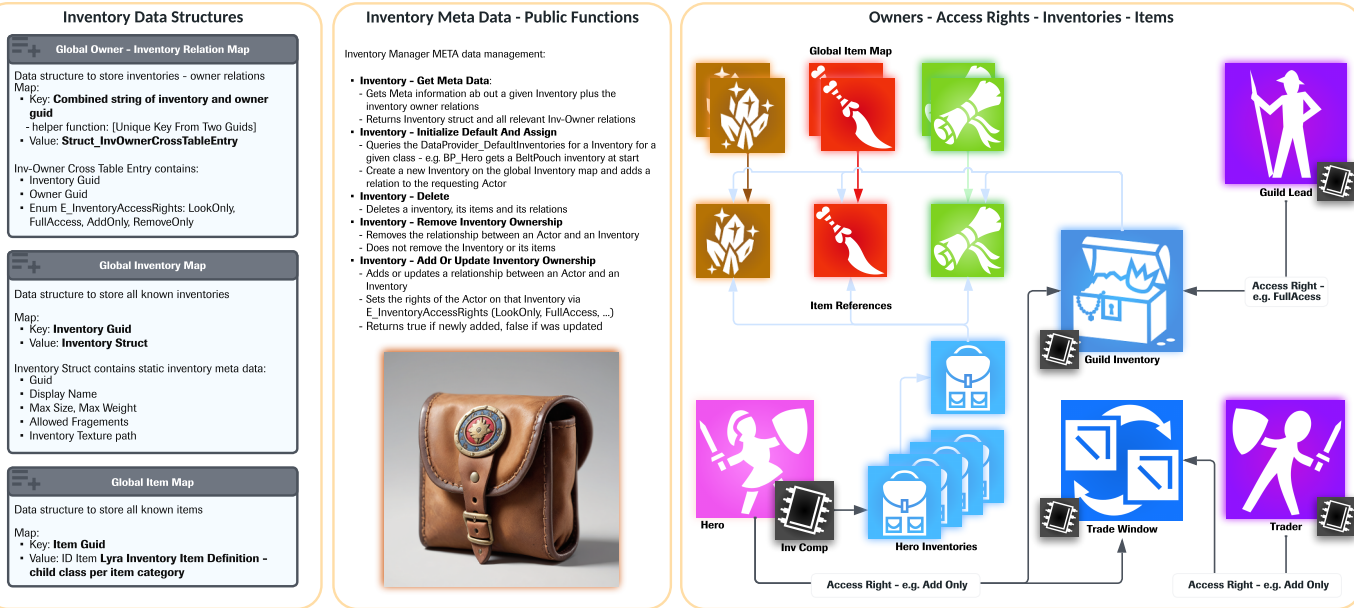 Inventory Data Structures
Global Owner - Inventory Relation Map
Data structure to store inventories - owner relations
Map:
▪ Key: Combined string of inventory and owner
guid
- helper function: [Unique Key From Two Guids]
▪ Value: Struct_InvOwnerCrossTableEntry
Inv-Owner Cross Table Entry contains:
▪ Inventory Guid
▪ Owner Guid
▪ Enum E_InventoryAccessRights: LookOnly,
FullAccess, AddOnly, RemoveOnly
Global Inventory Map
Data structure to store all known inventories
Map:
▪ Key: Inventory Guid
▪ Value: Inventory Struct
Inventory Struct contains static inventory meta data:
▪ Guid
▪ Display Name
▪ Max Size, Max Weight
▪ Allowed Fragements
▪ Inventory Texture path
Global Item Map
Data structure to store all known items
Map:
▪ Key: Item Guid
▪ Value: ID Item Lyra Inventory Item Definition -
child class per item category
Inventory Meta Data - Public Functions
Inventory Manager META data management:
▪ Inventory - Get Meta Data:
- Gets Meta information ab out a given Inventory plus the
inventory owner relations
- Returns Inventory struct and all relevant Inv-Owner relations
▪ Inventory - Initialize Default And Assign
- Queries the DataProvider_DefaultInventories for a Inventory for a
given class - e.g. BP_Hero gets a BeltPouch inventory at start
- Create a new Inventory on the global Inventory map and adds a
relation to the requesting Actor
▪ Inventory - Delete
- Deletes a inventory, its items and its relations
▪ Inventory - Remove Inventory Ownership
- Removes the relationship between an Actor and an Inventory
- Does not remove the Inventory or its items
▪ Inventory - Add Or Update Inventory Ownership
- Adds or updates a relationship between an Actor and an
Inventory
- Sets the rights of the Actor on that Inventory via
E_InventoryAccessRights (LookOnly, FullAccess, ...)
- Returns true if newly added, false if was updated
Owners - Access Rights - Inventories - Items
Global Item Map
Guild Lead
Access Right -
e.g. FullAcess
Item References
Guild Inventory
Hero
Inv Comp
Hero Inventories
Trade Window
Trader
Access Right - e.g. Add Only
Access Right - e.g. Add Only